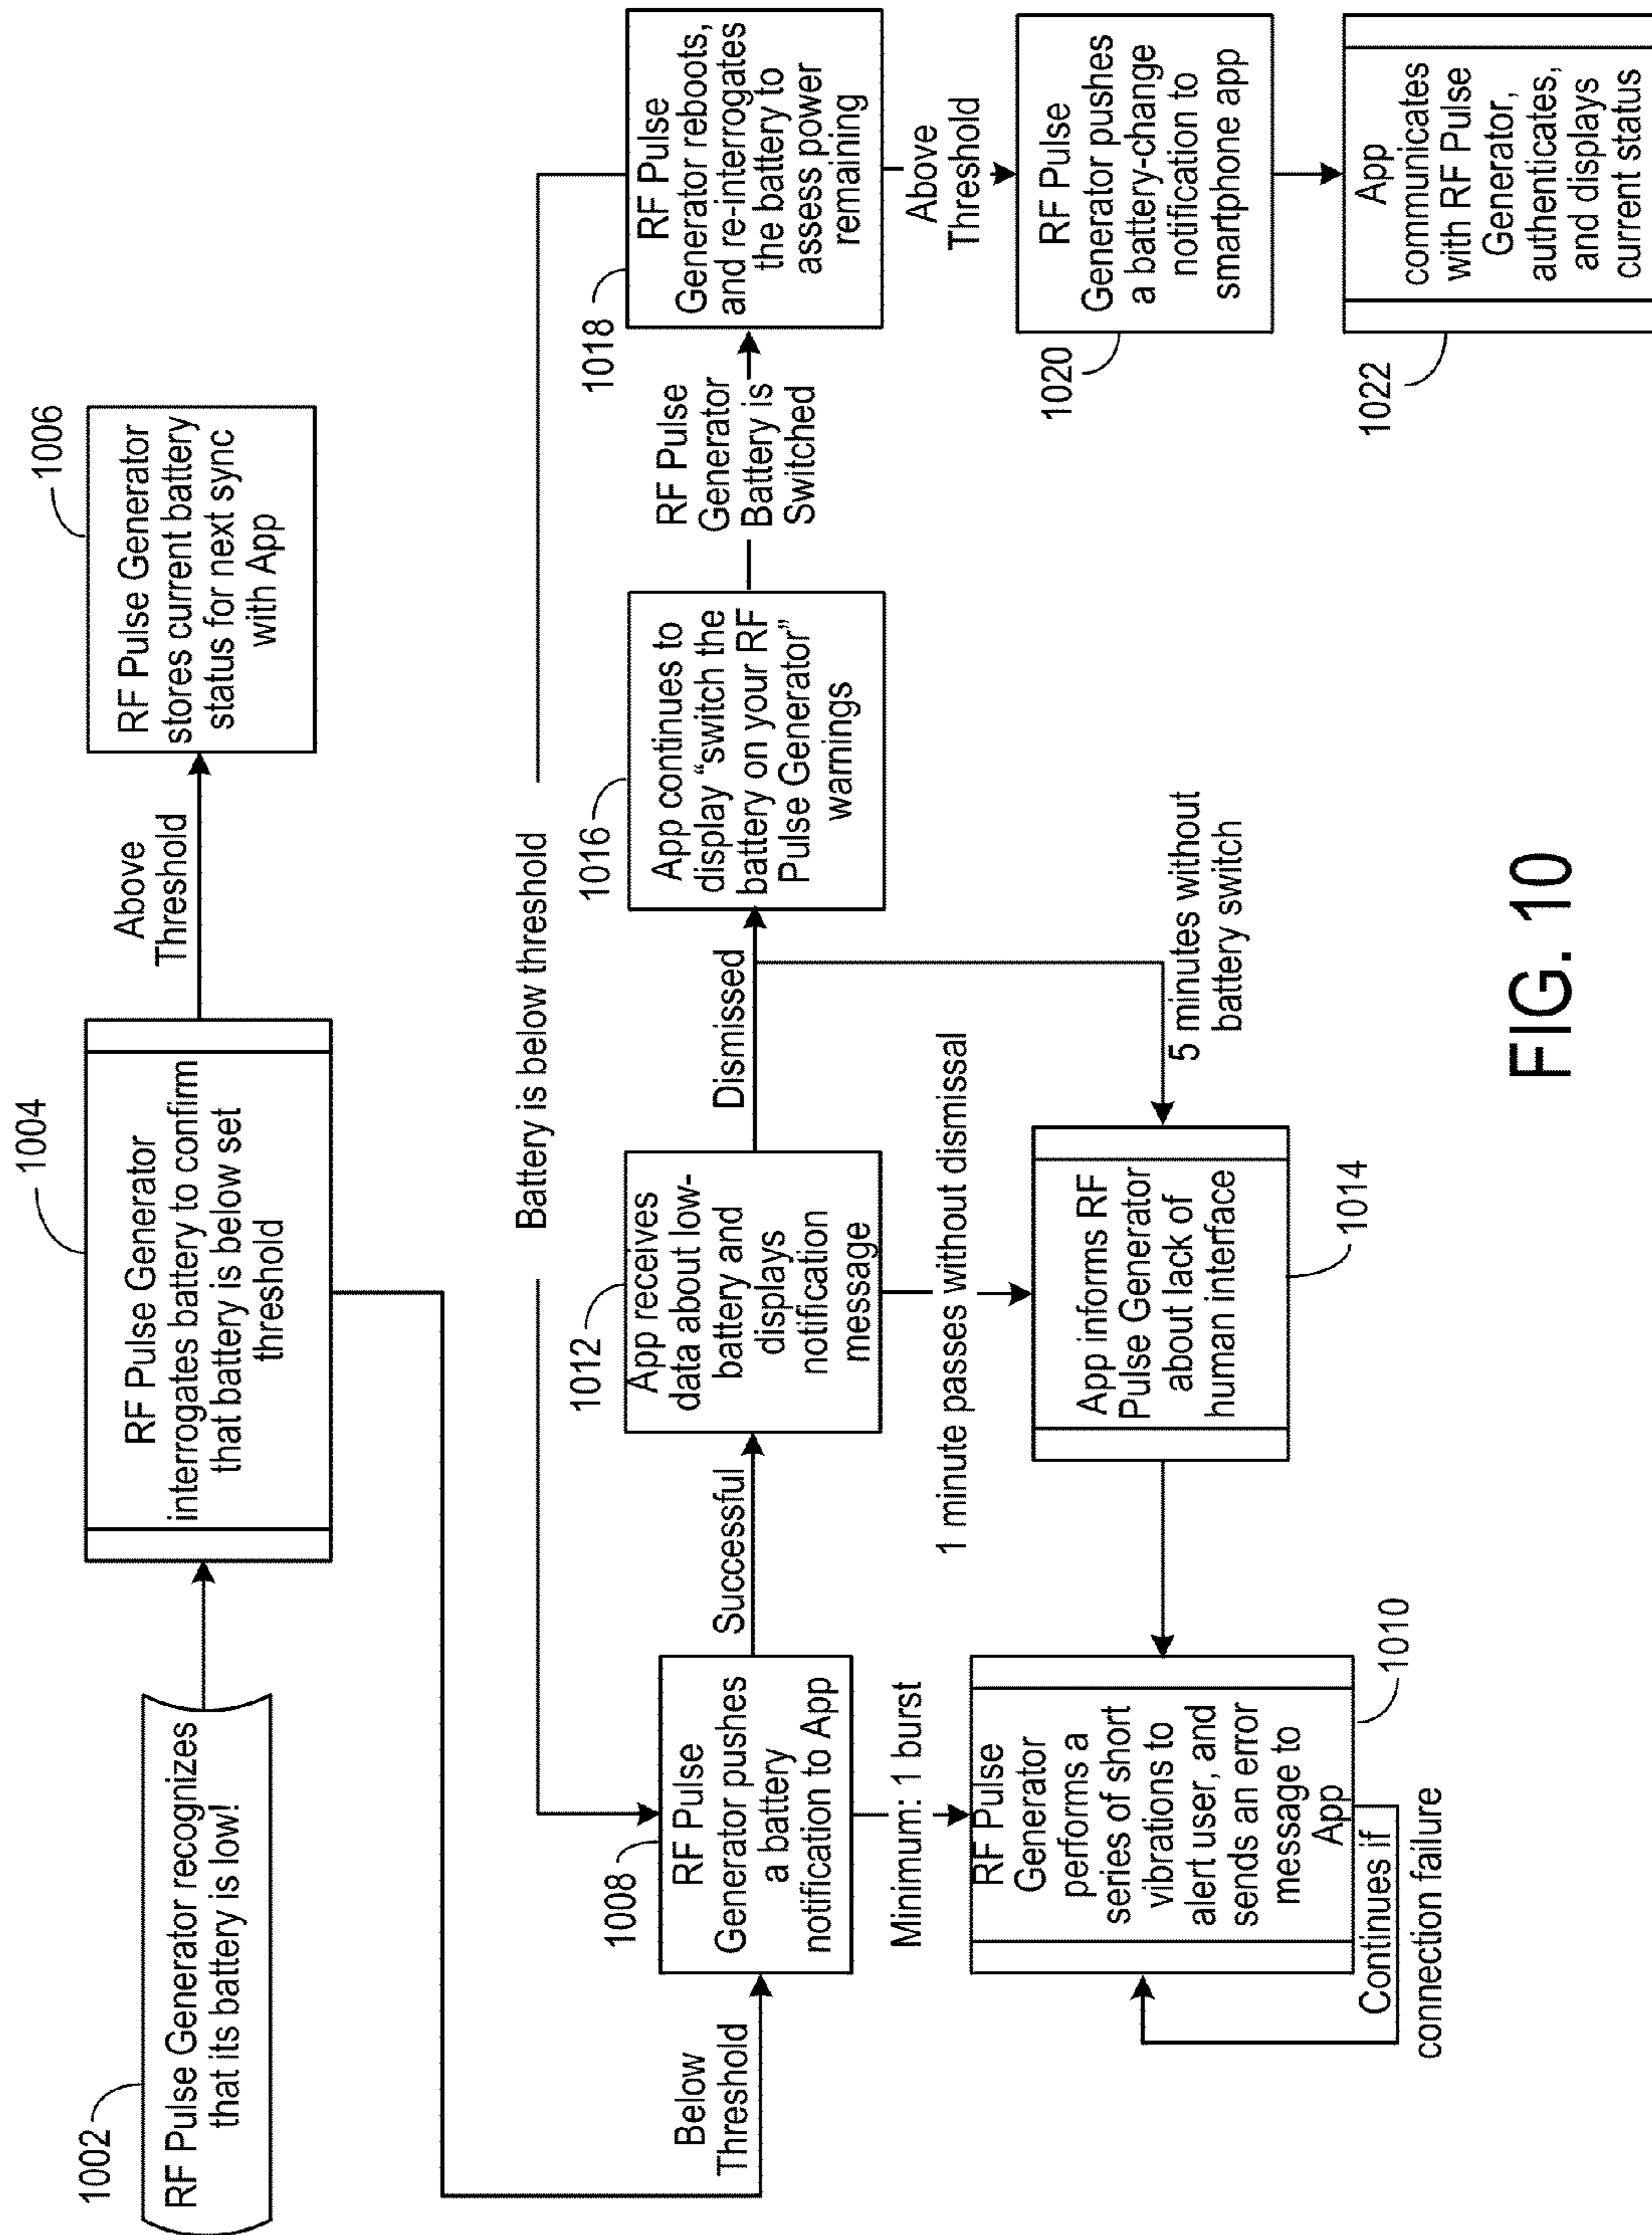 1002
RF Pulse Generator recognizes
that its battery is low!
1004
RF Pulse Generator
interrogates battery to confirm
that battery is below set
threshold
Above
Threshold
1006
RF Pulse Generator
stores current battery
status for next sync
with App
Battery is below threshold
Below
Threshold
1008
RF Pulse
Generator pushes
a battery
notification to App
Successful
1012
App receives
data about low-
battery and
displays
notification
message
Dismissed
1016
App continues to
display “switch the
battery on your RF
Pulse Generator”
warnings
RF Pulse
Generator
Battery is
Switched
1018
RF Pulse
Generator reboots,
and re-interrogates
the battery to
assess power
remaining
Minimum: 1 burst
1 minute passes without dismissal
5 minutes without
battery switch
Above
Threshold
RF Pulse
Generator
performs a
series of short
vibrations to
alert user, and
sends an error
message to
App
1010
Continues if
connection failure
App informs RF
Pulse Generator
about lack of
human interface
1014
1020
RF Pulse
Generator pushes
a battery-change
notification to
smartphone app
1022
App
communicates
with RF Pulse
Generator,
authenticates,
and displays
current status
FIG. 10